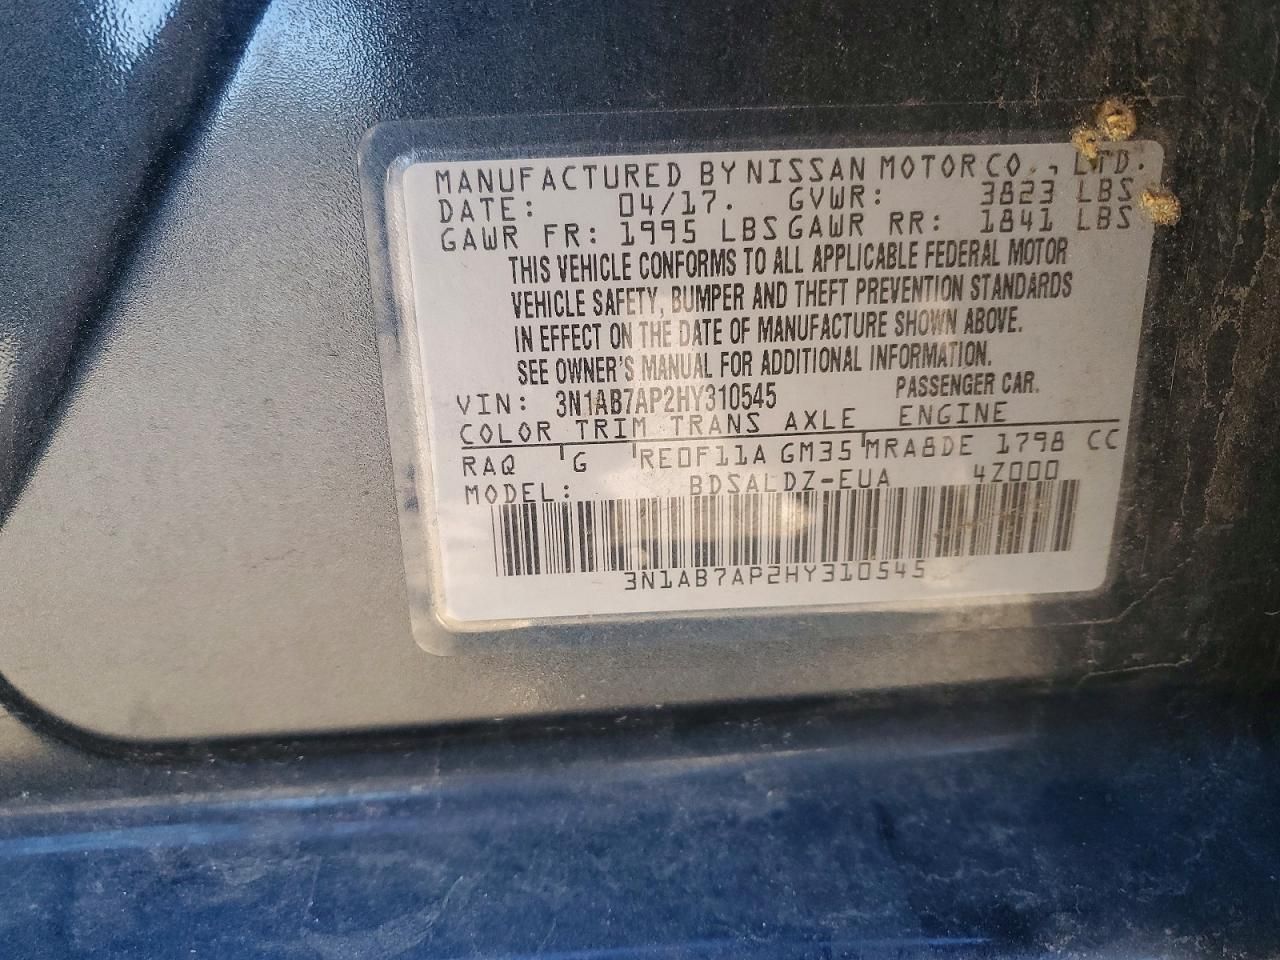 MANUFACTURED BY NISSAN MOTOR CO., LTD.
DATE: 04/17. GVWR: 3823 LBS
GAWR FR: 1995 LBS GAWR RR: 1841 LBS
THIS VEHICLE CONFORMS TO ALL APPLICABLE FEDERAL MOTOR
VEHICLE SAFETY, BUMPER AND THEFT PREVENTION STANDARDS
IN EFFECT ON THE DATE OF MANUFACTURE SHOWN ABOVE.
SEE OWNER'S MANUAL FOR ADDITIONAL INFORMATION.
VIN: 3N1AB7AP2HY310545 PASSENGER CAR.
COLOR TRIM TRANS AXLE ENGINE
RAQ G RE0F11A GM35 MRA8DE 1798 CC
MODEL: BDSALDZ-EUA 4Z000
3N1AB7AP2HY310545